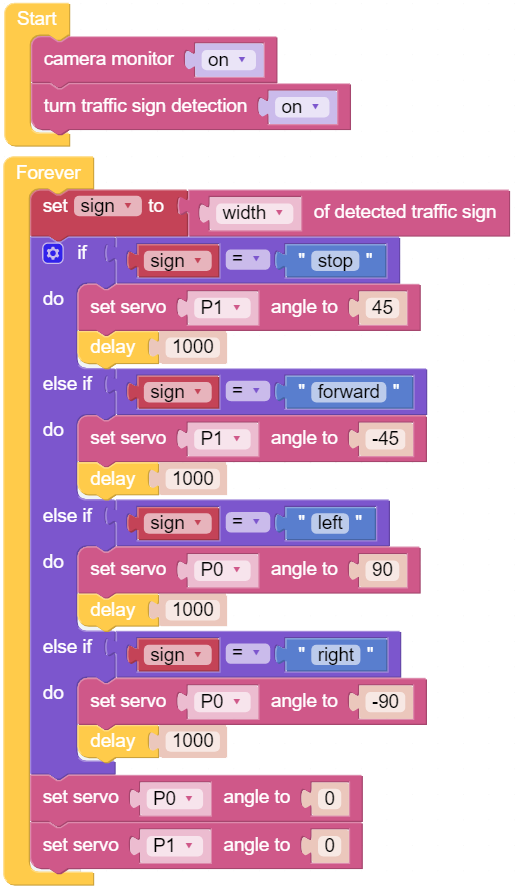 Start
camera monitor on
turn traffic sign detection on
Forever
set sign to width of detected traffic sign
if sign = " stop "
do set servo P1 angle to 45
delay 1000
else if sign = " forward "
do set servo P1 angle to -45
delay 1000
else if sign = " left "
do set servo P0 angle to 90
delay 1000
else if sign = " right "
do set servo P0 angle to -90
delay 1000
set servo P0 angle to 0
set servo P1 angle to 0